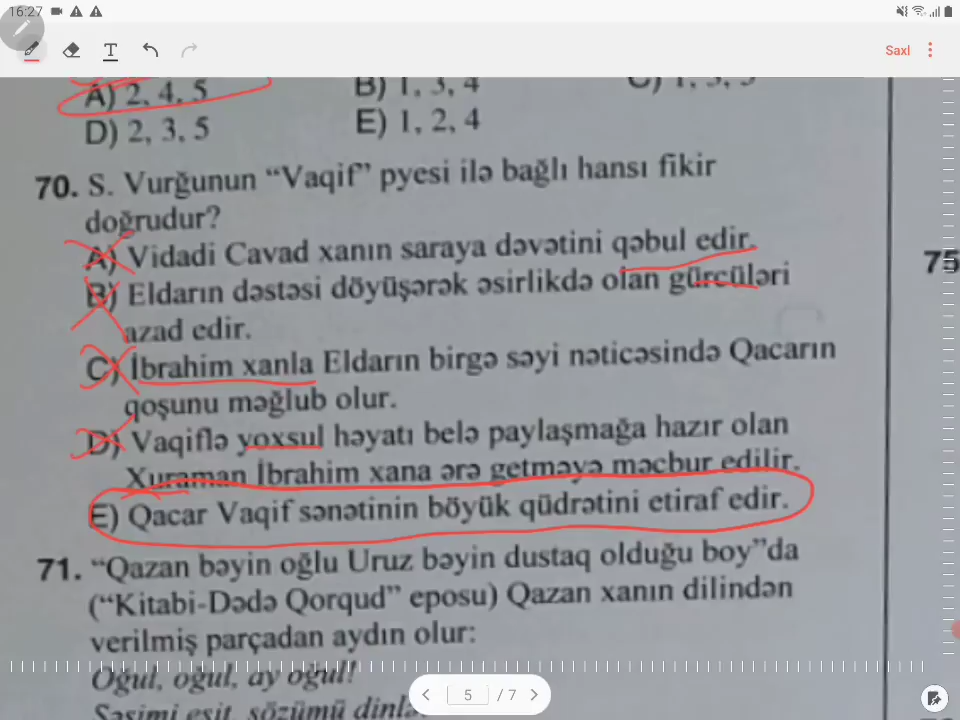 16:27
T
Saxl
A) 2, 4, 5 B) 1, 3, 4
D) 2, 3, 5 E) 1, 2, 4
70. S. Vurğunun “Vaqif” pyesi ilə bağlı hansı fikir
doğrudur?
A) Vidadi Cavad xanın saraya dəvətini qəbul edir.
B) Eldarın dəstəsi döyüşərək əsirlikdə olan gürcüləri
azad edir.
C) İbrahim xanla Eldarın birgə səyi nəticəsində Qacarın
qoşunu məğlub olur.
D) Vaqiflə yoxsul həyatı belə paylaşmağa hazır olan
Xuraman İbrahim xana ərə getməyə məcbur edilir.
E) Qacar Vaqif sənətinin böyük qüdrətini etiraf edir.
75
71. “Qazan bəyin oğlu Uruz bəyin dustaq olduğu boy”da
(“Kitabi-Dədə Qorqud” eposu) Qazan xanın dilindən
verilmiş parçadan aydın olur:
Oğul, oğul, ay oğul!
Səsimi eşit, sözümü
5 / 7